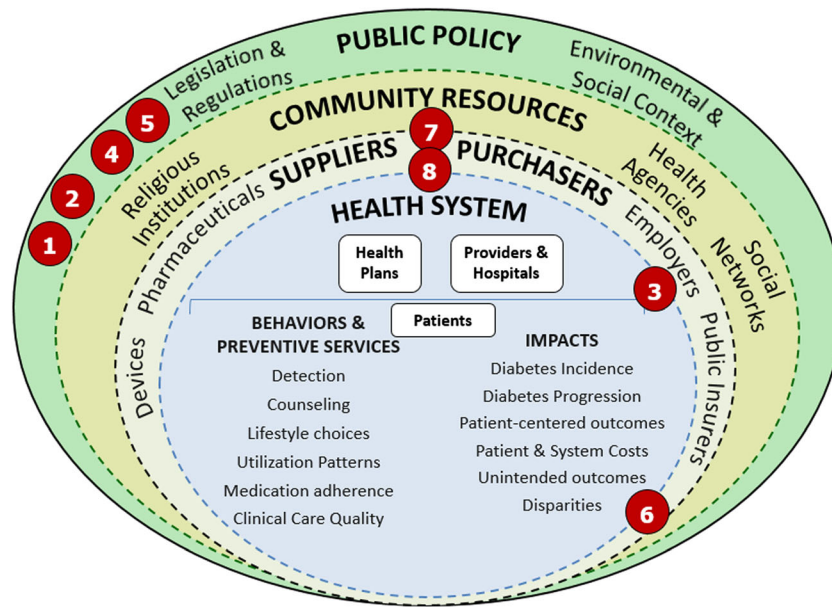 PUBLIC POLICY
Legislation &
Regulations
Environmental &
Social Context
COMMUNITY RESOURCES
Religious
Institutions
Health
Agencies
Social
Networks
SUPPLIERS
PURCHASERS
Pharmaceuticals
Devices
Employers
Public Insurers
5
4
2
1
7
8
3
6
HEALTH SYSTEM
Health
Plans
Providers &
Hospitals
Patients
BEHAVIORS &
PREVENTIVE SERVICES
Detection
Counseling
Lifestyle choices
Utilization Patterns
Medication adherence
Clinical Care Quality
IMPACTS
Diabetes Incidence
Diabetes Progression
Patient-centered outcomes
Patient & System Costs
Unintended outcomes
Disparities